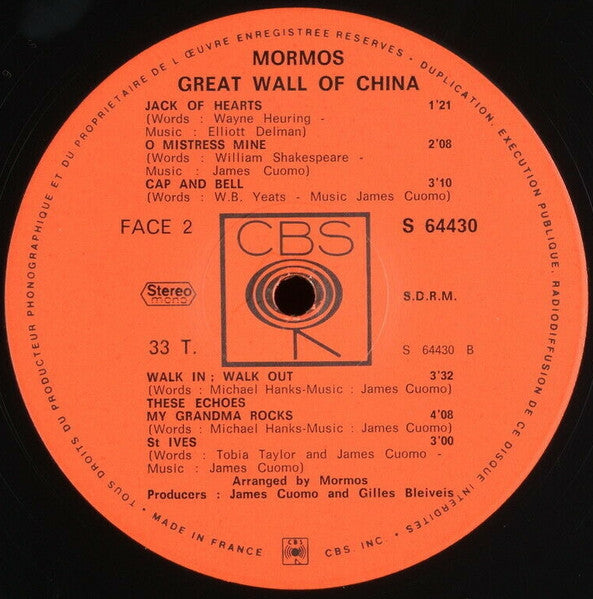 TOUS DROITS DU PRODUCTEUR PHONOGRAPHIQUE ET DU PROPRIETAIRE DE L'ŒUVRE ENREGISTREE RESERVES - DUPLICATION, EXECUTION PUBLIQUE, RADIODIFFUSION DE CE DISQUE INTERDITES
MORMOS
GREAT WALL OF CHINA
JACK OF HEARTS 1'21
(Words : Wayne Heuring -
Music : Elliott Delman)
O MISTRESS MINE 2'08
(Words : William Shakespeare -
Music : James Cuomo)
CAP AND BELL 3'10
(Words : W.B. Yeats - Music James Cuomo)
FACE 2 CBS S 64430
Stereo
mono
S.D.R.M.
33 T. S 64430 B
WALK IN ; WALK OUT 3'32
(Words : Michael Hanks-Music : James Cuomo)
THESE ECHOES
MY GRANDMA ROCKS 4'08
(Words : Michael Hanks-Music : James Cuomo)
St IVES 3'00
(Words : Tobia Taylor and James Cuomo -
Music : James Cuomo)
Arranged by Mormos
Producers : James Cuomo and Gilles Bleiveis
MADE IN FRANCE CBS CBS. INC.